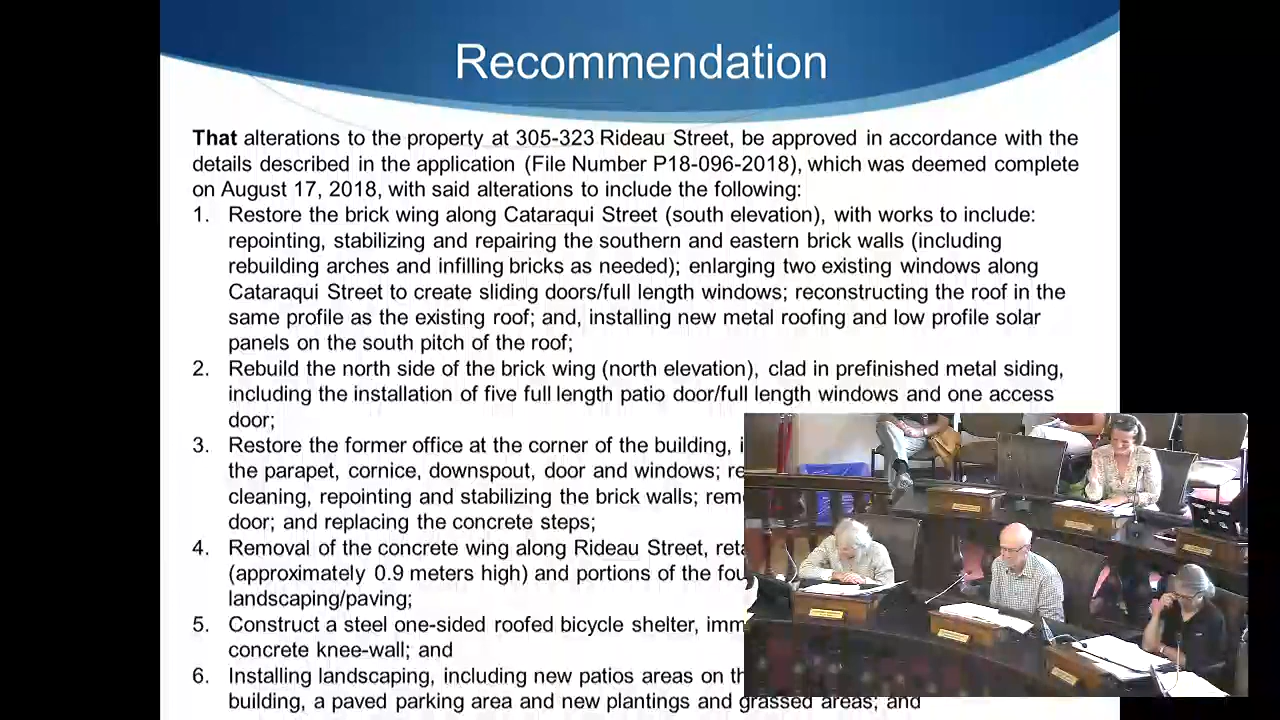 Recommendation
That alterations to the property at 305-323 Rideau Street, be approved in accordance with the
details described in the application (File Number P18-096-2018), which was deemed complete
on August 17, 2018, with said alterations to include the following:
1. Restore the brick wing along Cataraqui Street (south elevation), with works to include:
repointing, stabilizing and repairing the southern and eastern brick walls (including
rebuilding arches and infilling bricks as needed); enlarging two existing windows along
Cataraqui Street to create sliding doors/full length windows; reconstructing the roof in the
same profile as the existing roof; and, installing new metal roofing and low profile solar
panels on the south pitch of the roof;
2. Rebuild the north side of the brick wing (north elevation), clad in prefinished metal siding,
including the installation of five full length patio door/full length windows and one access
door;
3. Restore the former office at the corner of the building,
the parapet, cornice, downspout, door and windows;
cleaning, repointing and stabilizing the brick walls;
door; and replacing the concrete steps;
4. Removal of the concrete wing along Rideau Street,
(approximately 0.9 meters high) and portions of the
landscaping/paving;
5. Construct a steel one-sided roofed bicycle shelter,
concrete knee-wall; and
6. Installing landscaping, including new patios areas on
building, a paved parking area and new plantings and grassed areas; and